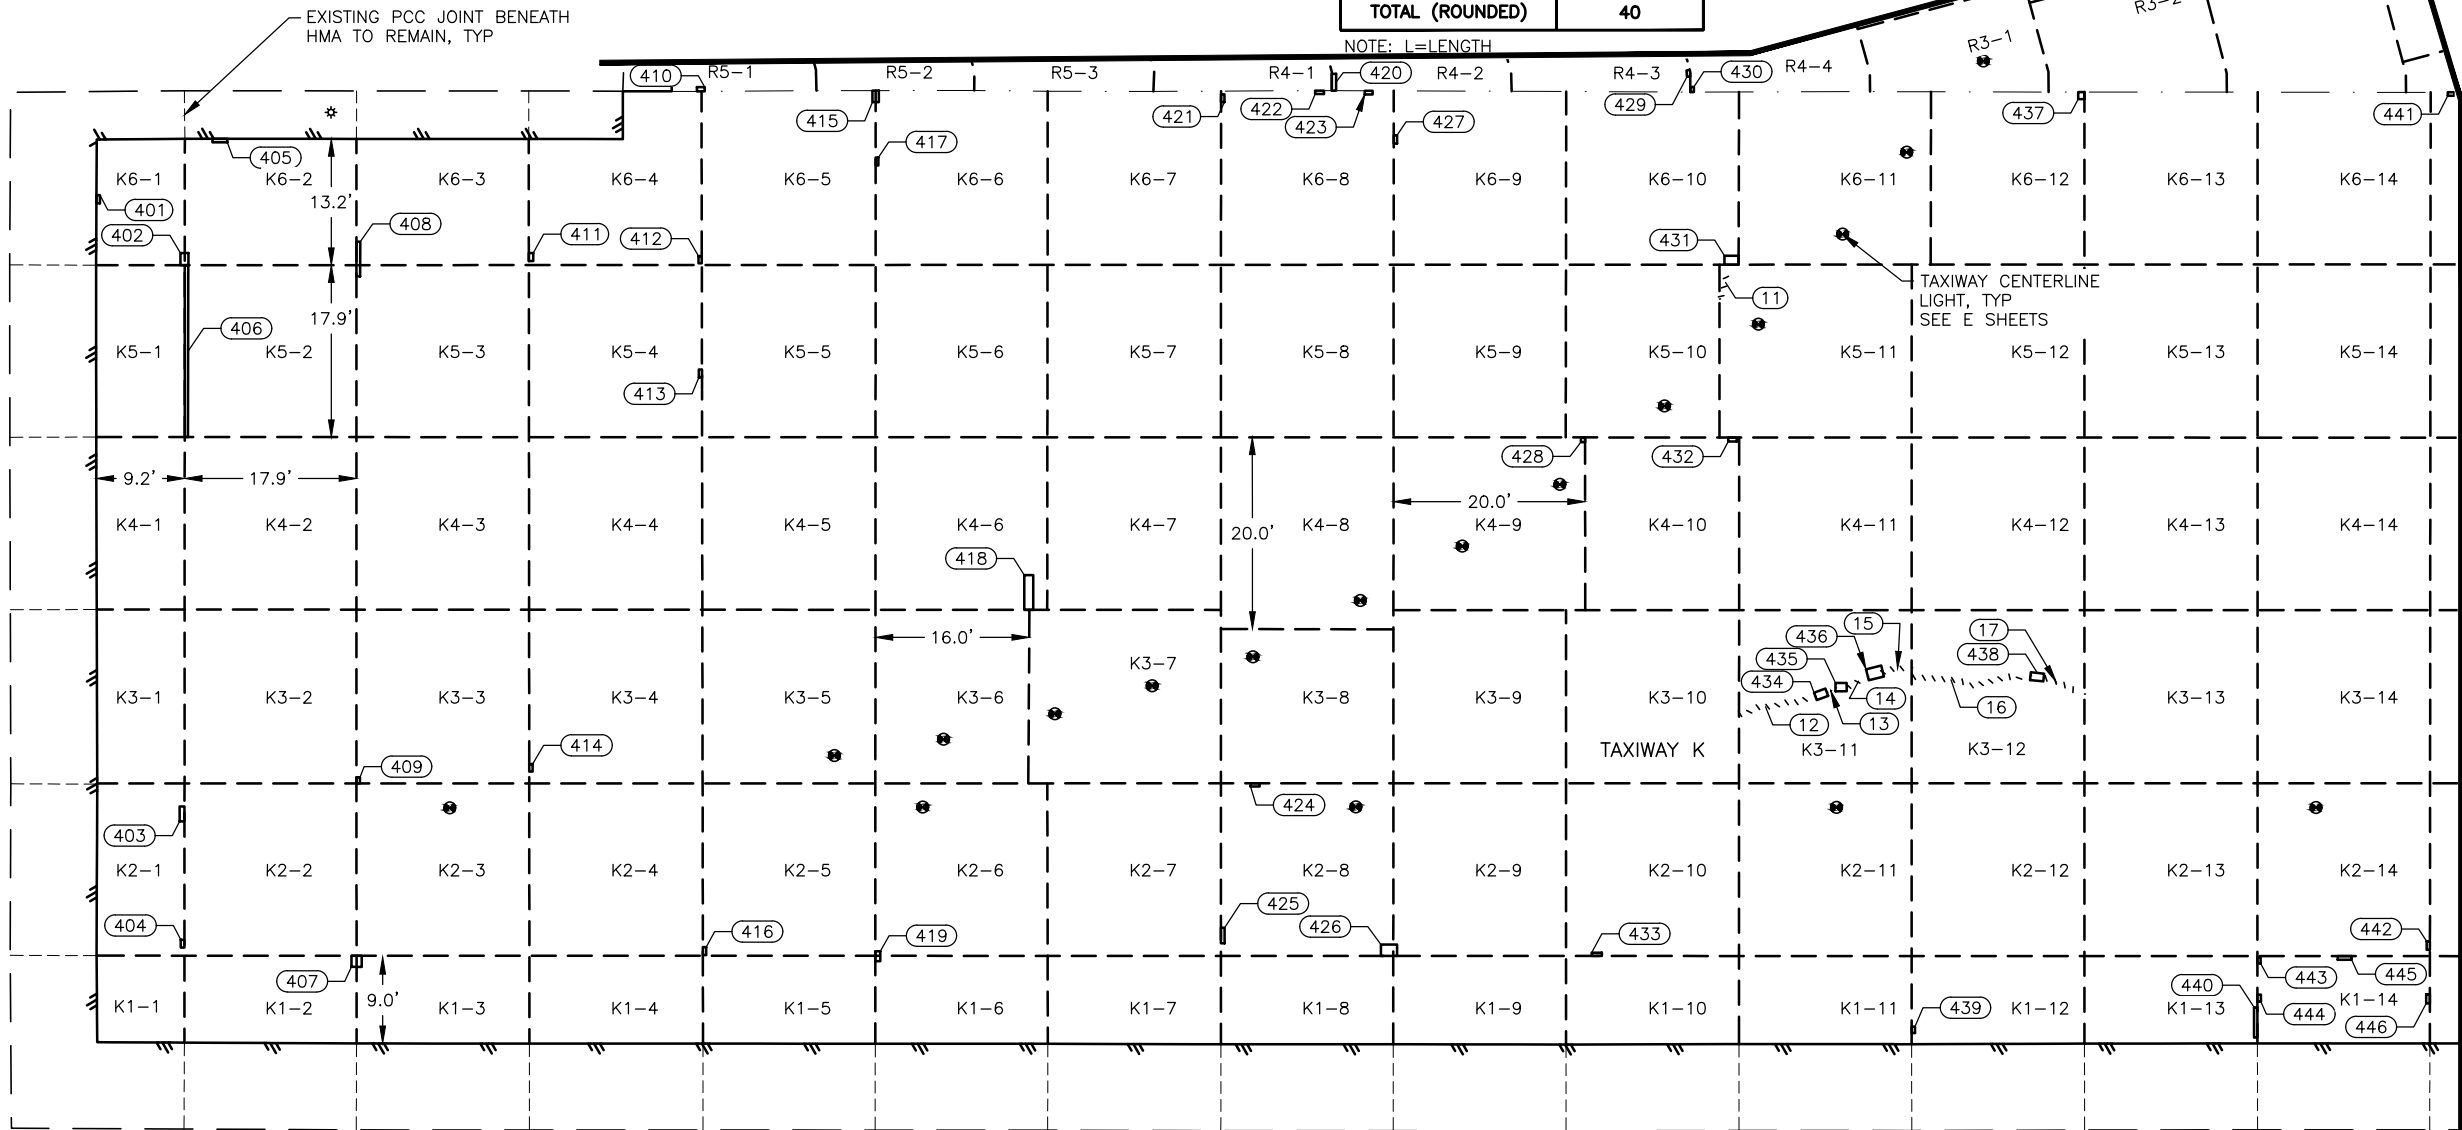 EXISTING PCC JOINT BENEATH
HMA TO REMAIN, TYP
TOTAL (ROUNDED) 40
NOTE: L=LENGTH
R3-2
R3-1
410 R5-1 R5-2 R5-3 R4-1 420 R4-2 R4-3 430 R4-4
415 421 422 423 427 429 437 441
405 417
K6-1 K6-2 K6-3 K6-4 K6-5 K6-6 K6-7 K6-8 K6-9 K6-10 K6-11 K6-12 K6-13 K6-14
13.2'
401
402 408 411 412 431
TAXIWAY CENTERLINE
LIGHT, TYP
SEE E SHEETS
11
17.9'
406
K5-1 K5-2 K5-3 K5-4 K5-5 K5-6 K5-7 K5-8 K5-9 K5-10 K5-11 K5-12 K5-13 K5-14
413
428 432
9.2' 17.9' 20.0'
K4-1 K4-2 K4-3 K4-4 K4-5 K4-6 K4-7 K4-8 K4-9 K4-10 K4-11 K4-12 K4-13 K4-14
20.0'
418
16.0'
436 15 17
435 438
434
K3-7
K3-1 K3-2 K3-3 K3-4 K3-5 K3-6 K3-8 K3-9 K3-10 K3-13 K3-14
12 13 14 16
TAXIWAY K K3-11 K3-12
414
409
424
403
K2-1 K2-2 K2-3 K2-4 K2-5 K2-6 K2-7 K2-8 K2-9 K2-10 K2-11 K2-12 K2-13 K2-14
404 416 419 425 426 433 442
407 443 445
9.0' 440
K1-1 K1-2 K1-3 K1-4 K1-5 K1-6 K1-7 K1-8 K1-9 K1-10 K1-11 439 K1-12 K1-13 K1-14
444
446